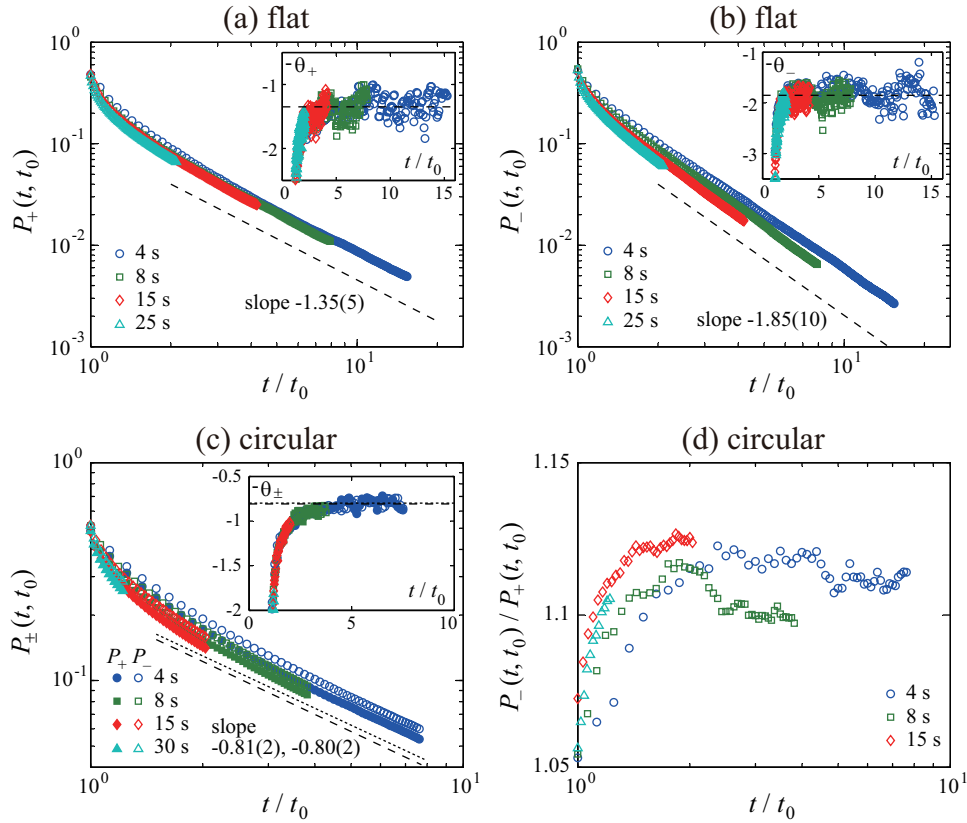 (a) flat
10^0
10^-1
10^-2
10^-3
P+(t, t0)
-θ+
-1
-2
0 5 10 15
t / t0
4 s
8 s
15 s
25 s
slope -1.35(5)
10^0 10^1
t / t0
(b) flat
10^0
10^-1
10^-2
10^-3
P−(t, t0)
-θ−
-1
-2
-3
0 5 10 15
t / t0
4 s
8 s
15 s
25 s
slope -1.85(10)
10^0 10^1
t / t0
(c) circular
10^0
10^-1
P±(t, t0)
-θ±
-0.5
-1
-1.5
-2
0 5 10
t / t0
P+ P−
4 s
8 s
15 s
30 s
slope
-0.81(2), -0.80(2)
10^0 10^1
t / t0
(d) circular
1.15
1.10
1.05
P−(t, t0) / P+(t, t0)
4 s
8 s
15 s
10^0 10^1
t / t0